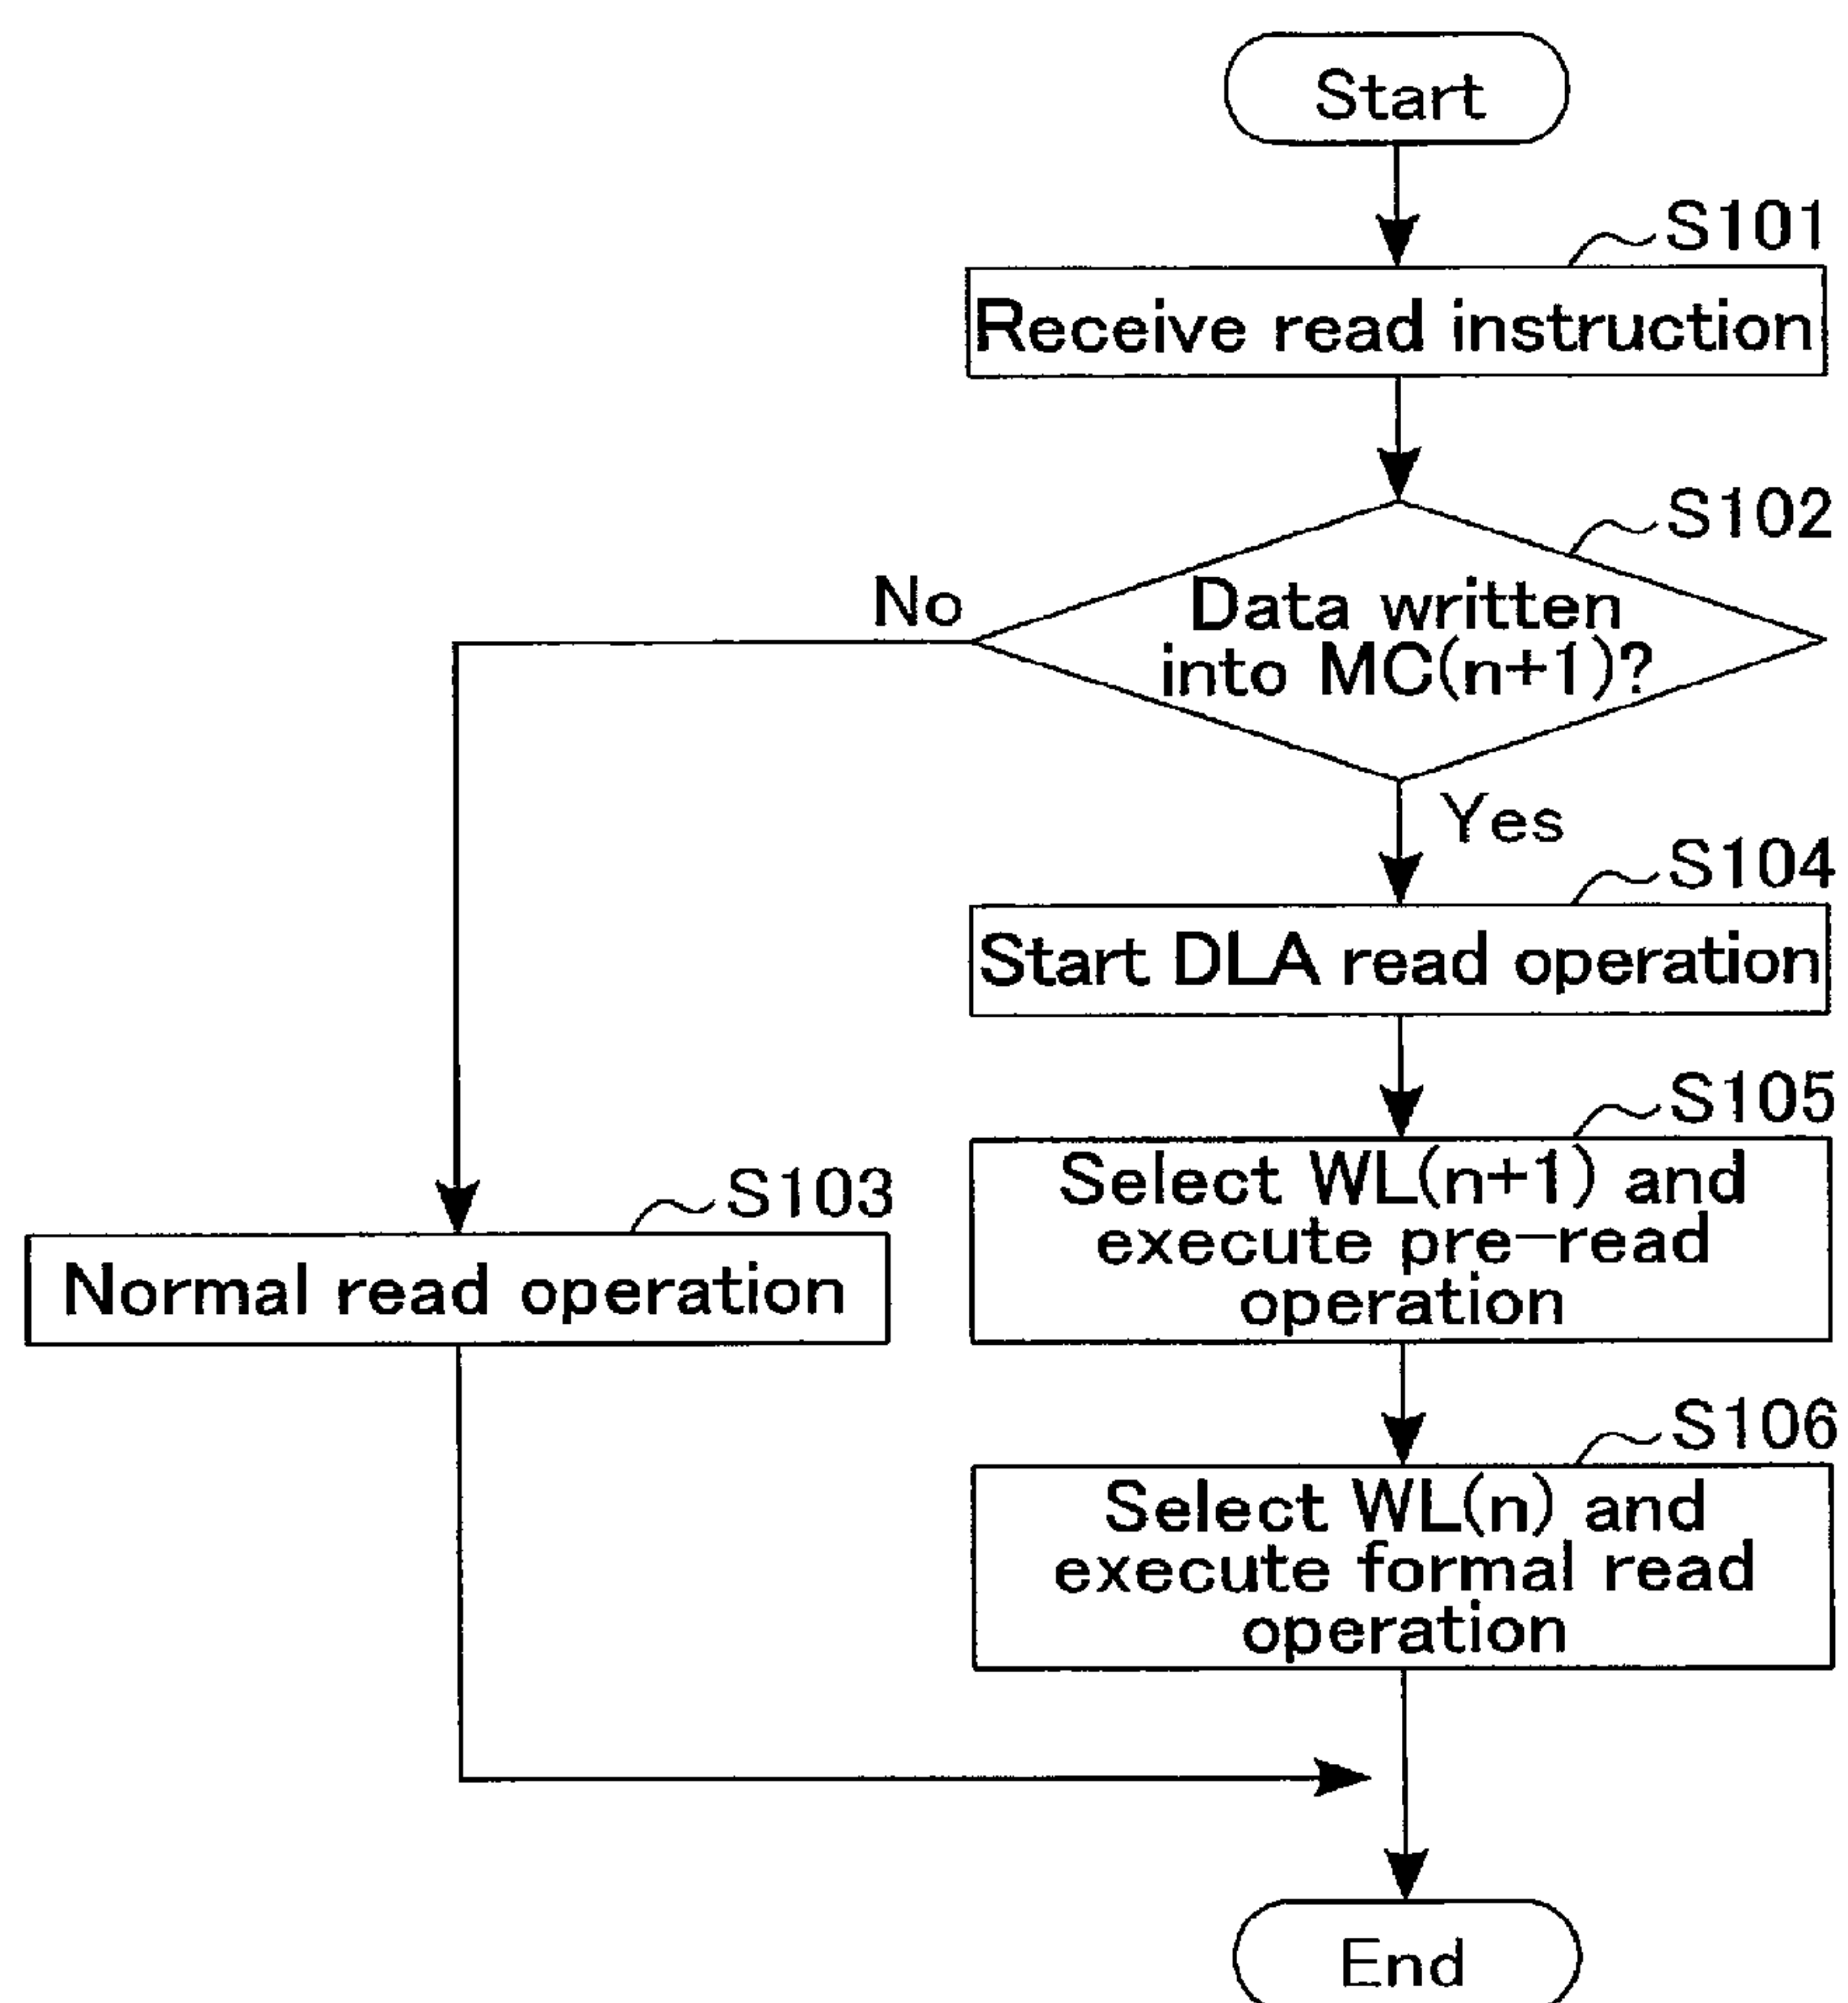 Start
S101
Receive read instruction
S102
No
Data written
into MC(n+1)?
Yes
S104
Start DLA read operation
S105
Select WL(n+1) and
execute pre-read
operation
S103
Normal read operation
S106
Select WL(n) and
execute formal read
operation
End